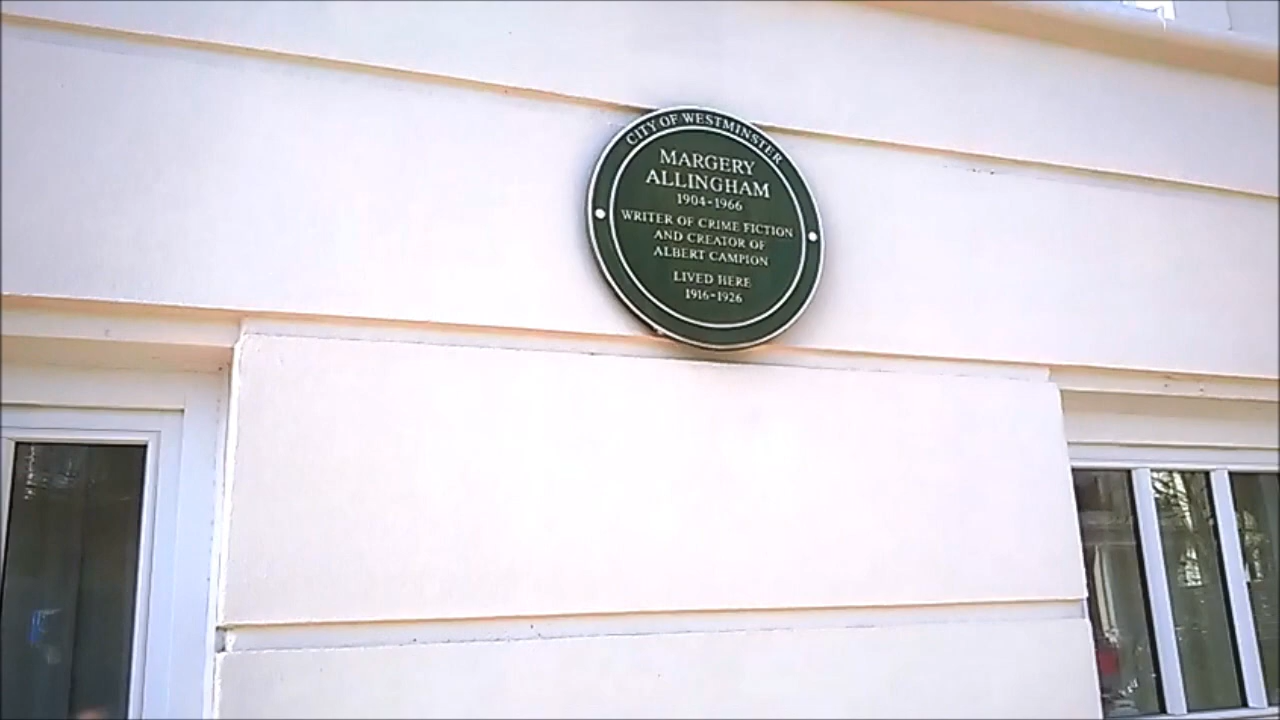 CITY OF WESTMINSTER
MARGERY
ALLINGHAM
1904-1966
WRITER OF CRIME FICTION
AND CREATOR OF
ALBERT CAMPION
LIVED HERE
1916-1926